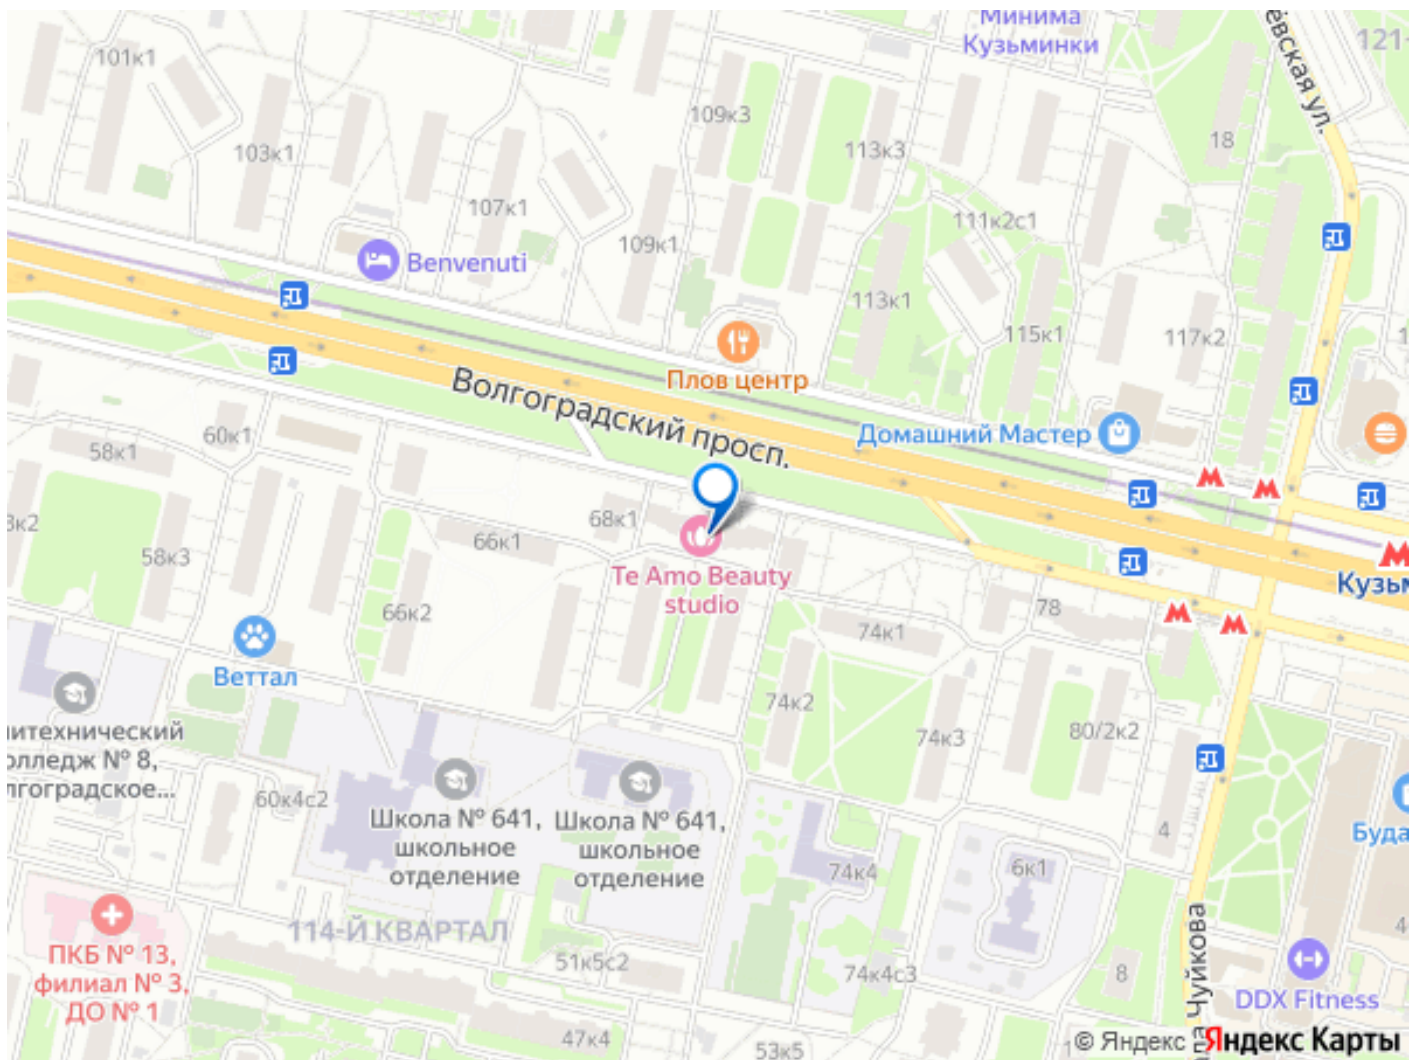 Минима
Кузьминки
121-
101к1
109к3
18
113к3
103к1
107к1
111к2с1
109к1
Benvenuti
113к1
115к1
117к2
Плов центр
Волгоградский просп.
Домашний Мастер
60к1
58к1
68к1
66к1
58к3
Кузьм
Te Amo Beauty
studio
78
66к2
74к1
Веттал
74к2
74к3
80/2к2
литехнический
олледж № 8,
лгоградское...
60к4с2
Школа № 641,
школьное
отделение
Школа № 641,
школьное
отделение
4
Буда
74к4
6к1
114-Й КВАРТАЛ
ПКБ № 13,
филиал № 3,
ДО № 1
51к5с2
74к4с3
8
Чуйкова
DDX Fitness
47к4
53к5
© Яндекс
Яндекс Карты